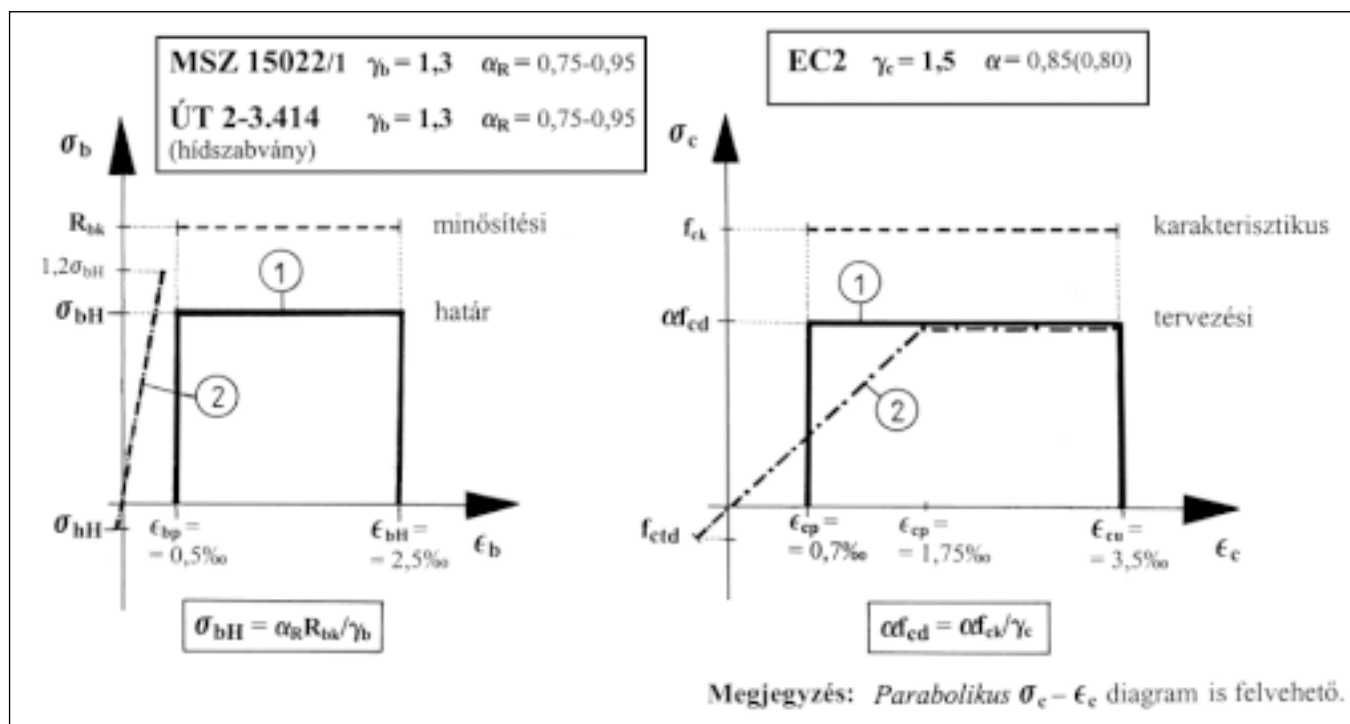 MSZ 15022/1 γb = 1,3 αR = 0,75-0,95
ÚT 2-3.414 γb = 1,3 αR = 0,75-0,95
(hídszabvány)
σb
Rbk
minősítési
1,2σbH
1
σbH
határ
2
σhH
εbp =
= 0,5‰
εbH =
= 2,5‰
εb
σbH = αRRbk/γb
EC2 γc = 1,5 α = 0,85(0,80)
σc
fck
karakterisztikus
1
αfcd
tervezési
2
fctd
εcp =
= 0,7‰
εcp =
= 1,75‰
εcu =
= 3,5‰
εc
αfcd = αfck/γc
Megjegyzés: Parabolikus σc – εc diagram is felvehető.